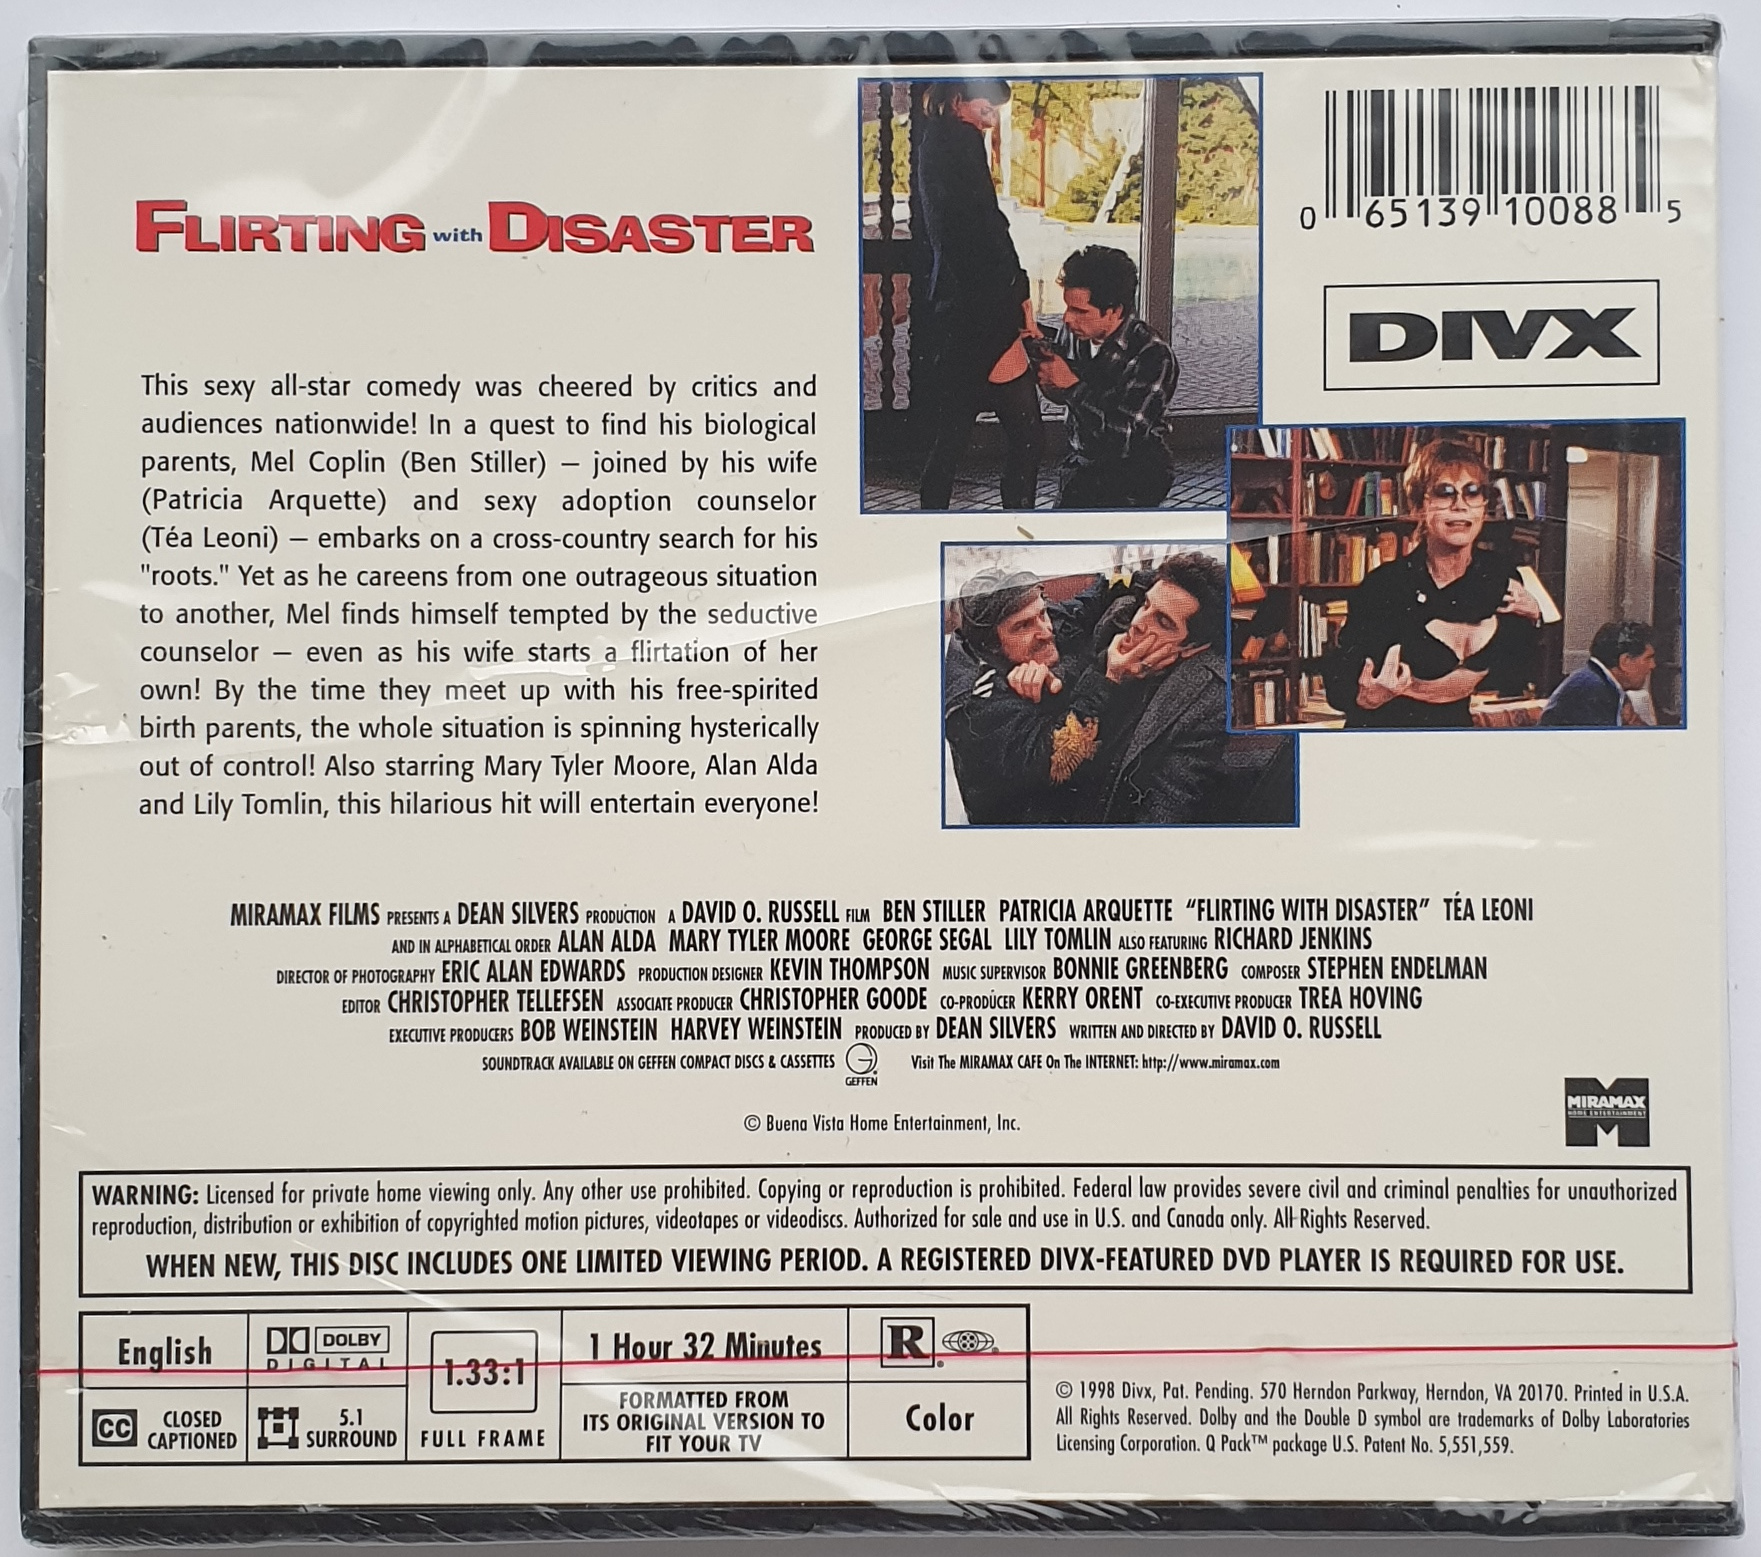 FLIRTING with DISASTER
This sexy all-star comedy was cheered by critics and
audiences nationwide! In a quest to find his biological
parents, Mel Coplin (Ben Stiller) – joined by his wife
(Patricia Arquette) and sexy adoption counselor
(Téa Leoni) – embarks on a cross-country search for his
"roots." Yet as he careens from one outrageous situation
to another, Mel finds himself tempted by the seductive
counselor – even as his wife starts a flirtation of her
own! By the time they meet up with his free-spirited
birth parents, the whole situation is spinning hysterically
out of control! Also starring Mary Tyler Moore, Alan Alda
and Lily Tomlin, this hilarious hit will entertain everyone!
0 65139 10088 5
DIVX
MIRAMAX FILMS PRESENTS A DEAN SILVERS PRODUCTION A DAVID O. RUSSELL FILM BEN STILLER PATRICIA ARQUETTE “FLIRTING WITH DISASTER” TÉA LEONI
AND IN ALPHABETICAL ORDER ALAN ALDA MARY TYLER MOORE GEORGE SEGAL LILY TOMLIN ALSO FEATURING RICHARD JENKINS
DIRECTOR OF PHOTOGRAPHY ERIC ALAN EDWARDS PRODUCTION DESIGNER KEVIN THOMPSON MUSIC SUPERVISOR BONNIE GREENBERG COMPOSER STEPHEN ENDELMAN
EDITOR CHRISTOPHER TELLEFSEN ASSOCIATE PRODUCER CHRISTOPHER GOODE CO-PRODUCER KERRY ORENT CO-EXECUTIVE PRODUCER TREA HOVING
EXECUTIVE PRODUCERS BOB WEINSTEIN HARVEY WEINSTEIN PRODUCED BY DEAN SILVERS WRITTEN AND DIRECTED BY DAVID O. RUSSELL
SOUNDTRACK AVAILABLE ON GEFFEN COMPACT DISCS & CASSETTES GEFFEN Visit The MIRAMAX CAFE On The INTERNET: http://www.miramax.com
© Buena Vista Home Entertainment, Inc.
MIRAMAX
HOME ENTERTAINMENT
WARNING: Licensed for private home viewing only. Any other use prohibited. Copying or reproduction is prohibited. Federal law provides severe civil and criminal penalties for unauthorized
reproduction, distribution or exhibition of copyrighted motion pictures, videotapes or videodiscs. Authorized for sale and use in U.S. and Canada only. All Rights Reserved.
WHEN NEW, THIS DISC INCLUDES ONE LIMITED VIEWING PERIOD. A REGISTERED DIVX-FEATURED DVD PLAYER IS REQUIRED FOR USE.
English
DOLBY
DIGITAL
CC CLOSED
CAPTIONED
5.1
SURROUND
1.33:1
FULL FRAME
1 Hour 32 Minutes
FORMATTED FROM
ITS ORIGINAL VERSION TO
FIT YOUR TV
R®
Color
© 1998 Divx, Pat. Pending. 570 Herndon Parkway, Herndon, VA 20170. Printed in U.S.A.
All Rights Reserved. Dolby and the Double D symbol are trademarks of Dolby Laboratories
Licensing Corporation. Q Pack™ package U.S. Patent No. 5,551,559.